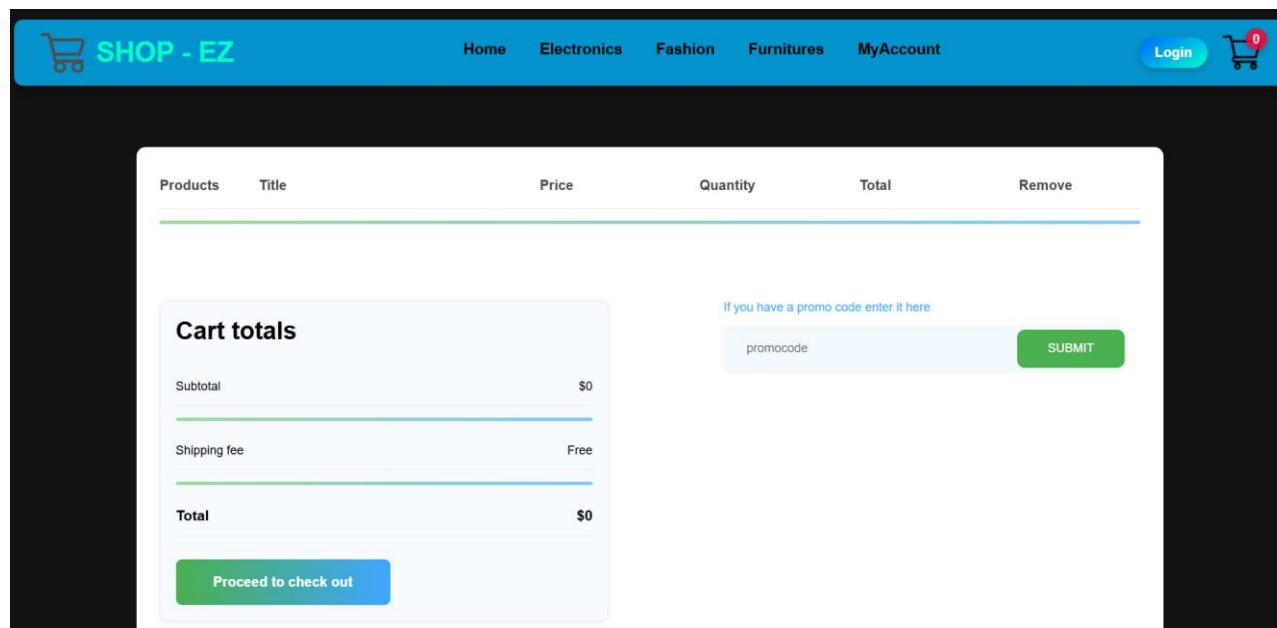 SHOP - EZ Home Electronics Fashion Furnitures MyAccount Login 0
Products Title Price Quantity Total Remove
If you have a promo code enter it here
promocode SUBMIT
Cart totals
Subtotal $0
Shipping fee Free
Total $0
Proceed to check out